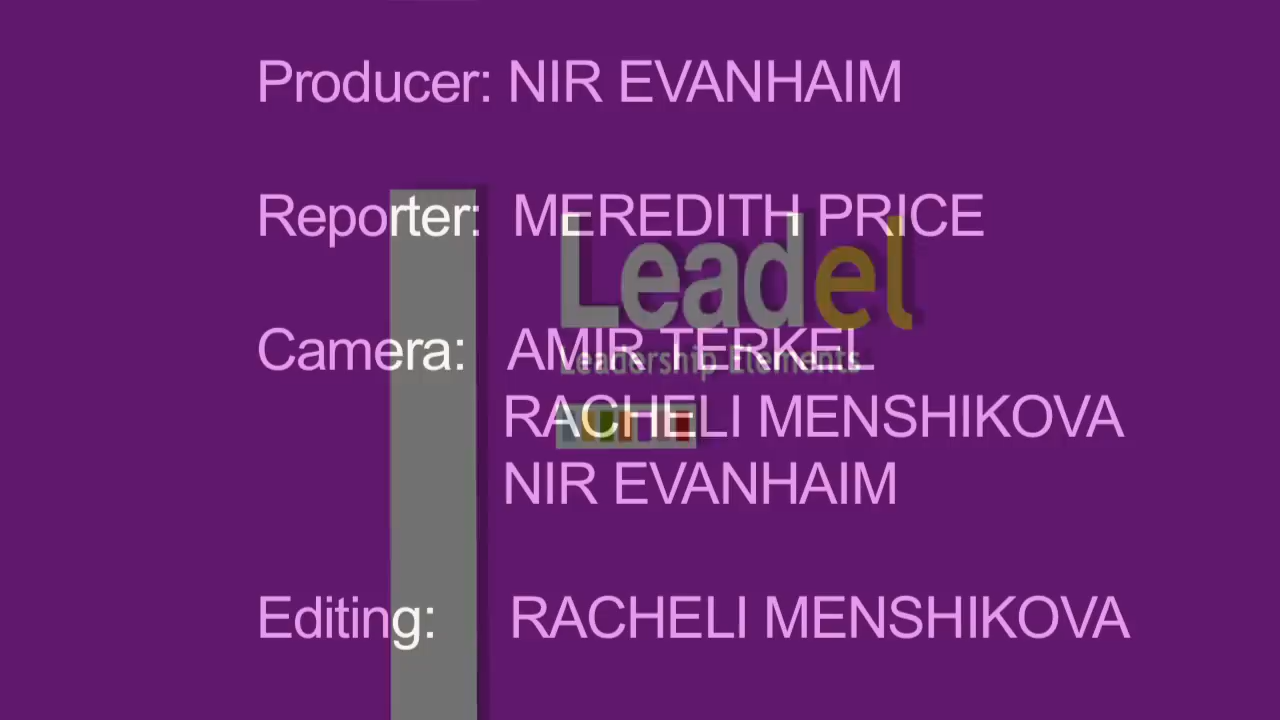 Producer: NIR EVANHAIM
Reporter: MEREDITH PRICE
Leadel
Camera: AMIR TERKEL
Leadership Elements
RACHELI MENSHIKOVA
NIR EVANHAIM
Editing: RACHELI MENSHIKOVA